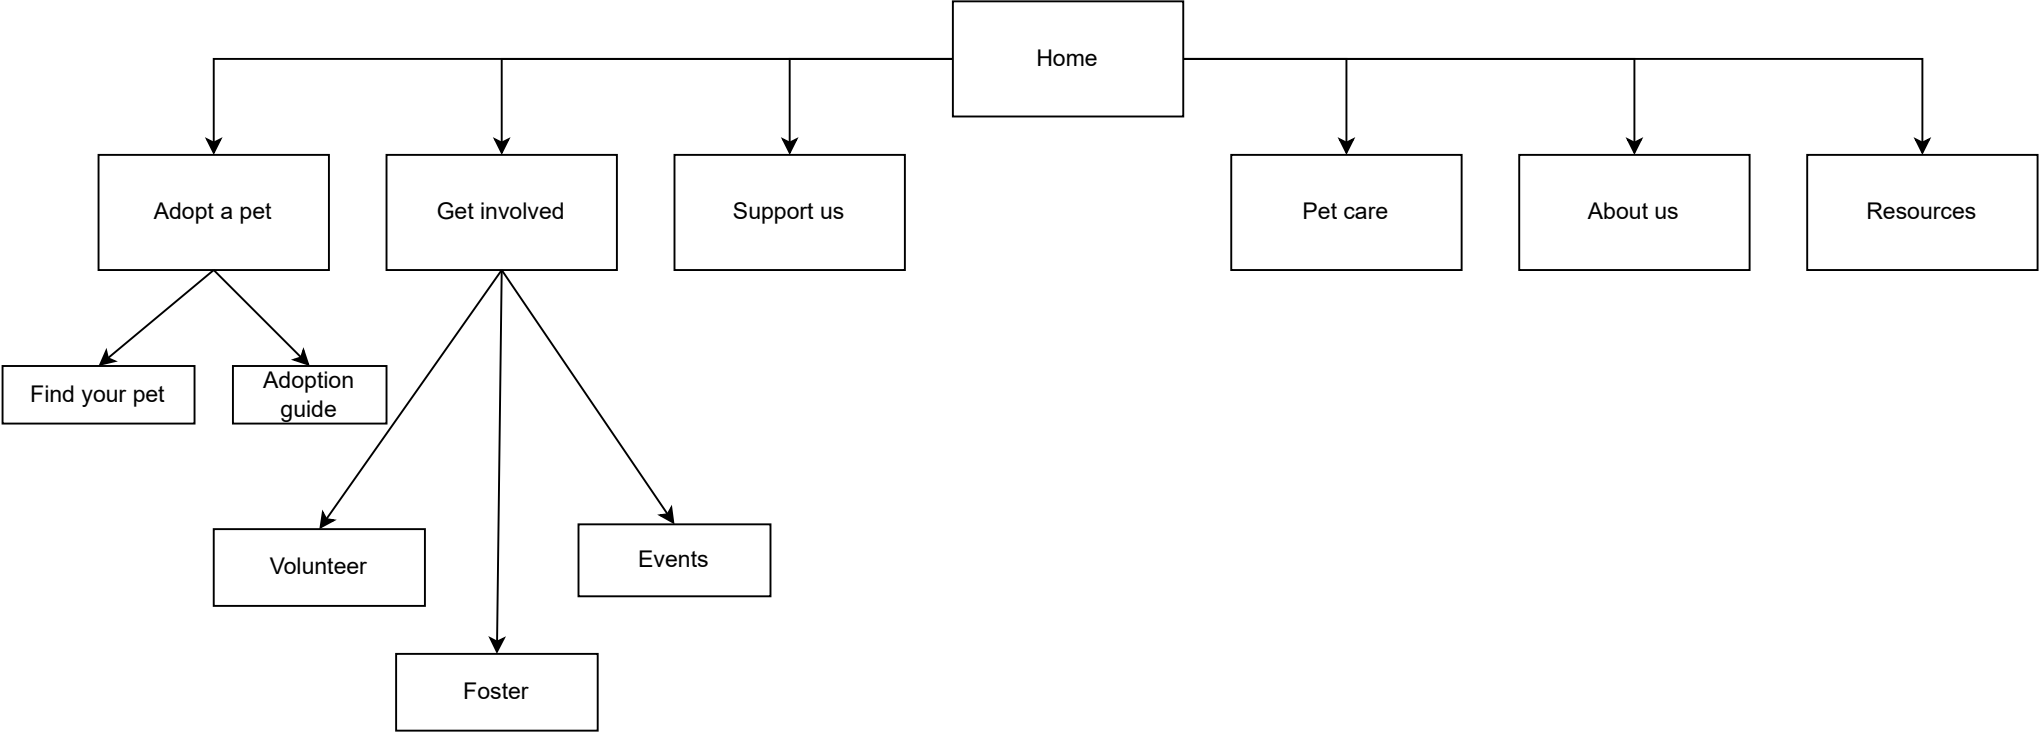 Home
Adopt a pet
Get involved
Support us
Pet care
About us
Resources
Find your pet
Adoption
guide
Volunteer
Events
Foster